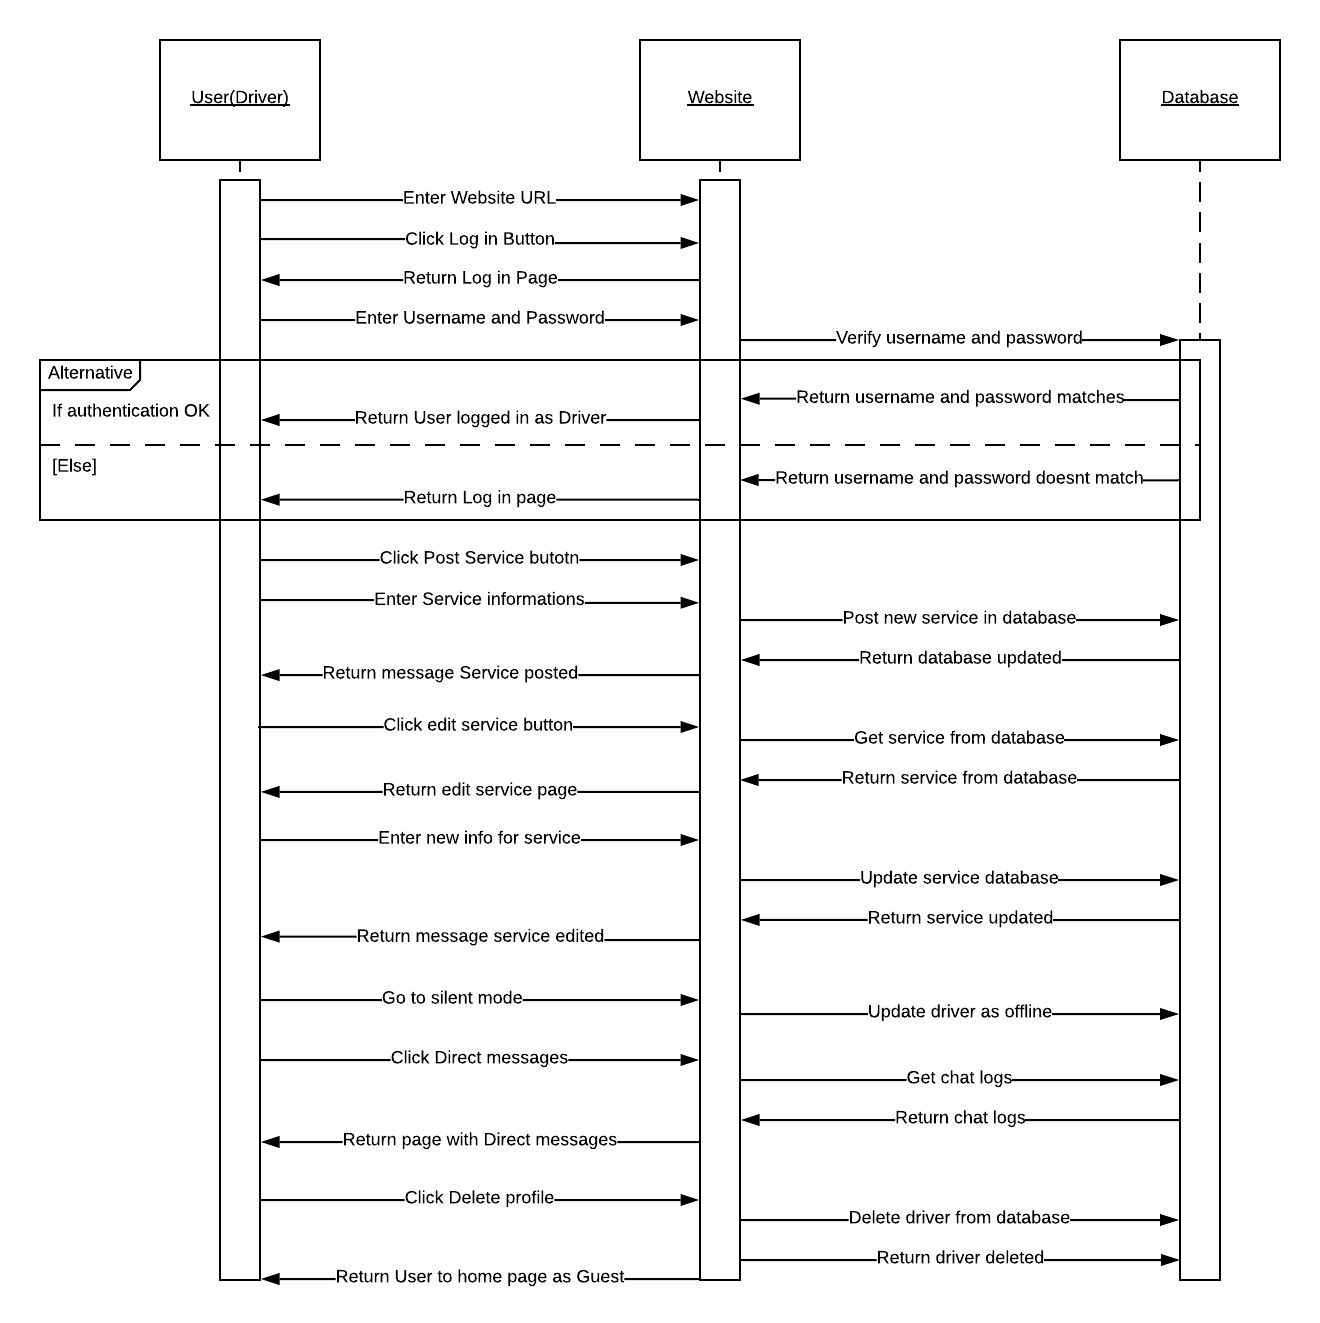 User(Driver)
Website
Database
Enter Website URL
Click Log in Button
Return Log in Page
Enter Username and Password
Verify username and password
Alternative
If authentication OK
Return username and password matches
Return User logged in as Driver
[Else]
Return username and password doesnt match
Return Log in page
Click Post Service butotn
Enter Service informations
Post new service in database
Return database updated
Return message Service posted
Click edit service button
Get service from database
Return service from database
Return edit service page
Enter new info for service
Update service database
Return service updated
Return message service edited
Go to silent mode
Update driver as offline
Click Direct messages
Get chat logs
Return chat logs
Return page with Direct messages
Click Delete profile
Delete driver from database
Return driver deleted
Return User to home page as Guest